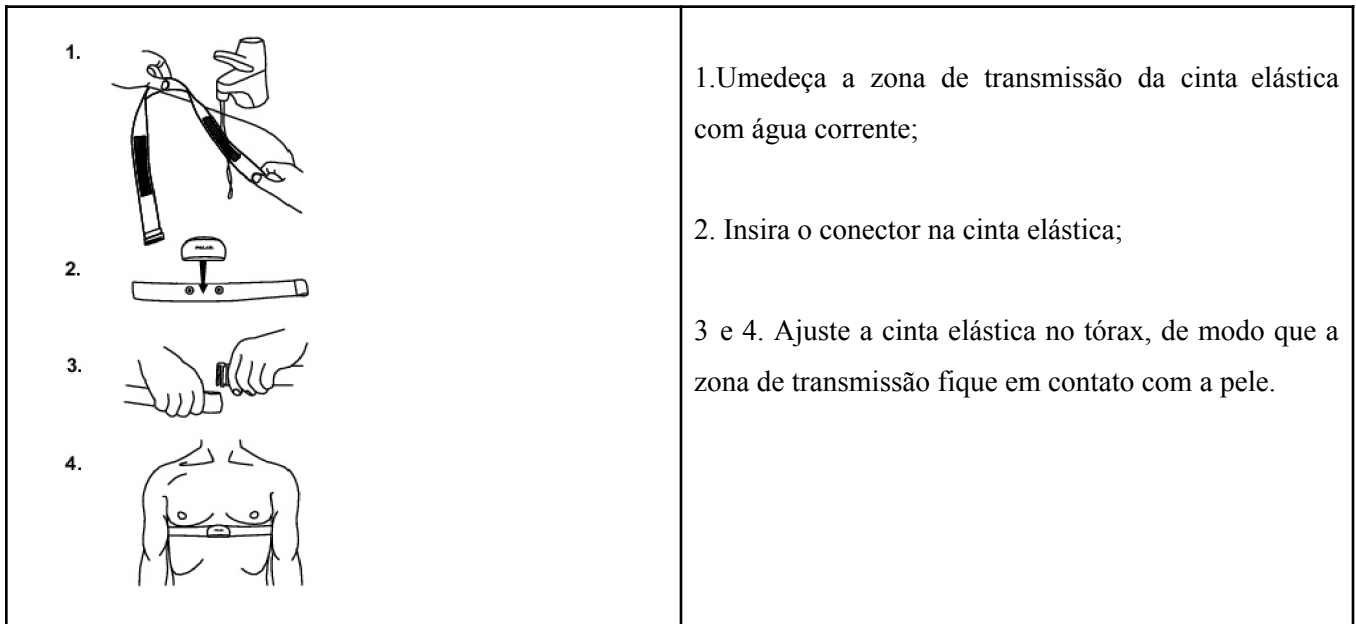 1.
2.
POLAR
3.
4.
1.Umedeça a zona de transmissão da cinta elástica
com água corrente;
2. Insira o conector na cinta elástica;
3 e 4. Ajuste a cinta elástica no tórax, de modo que a
zona de transmissão fique em contato com a pele.